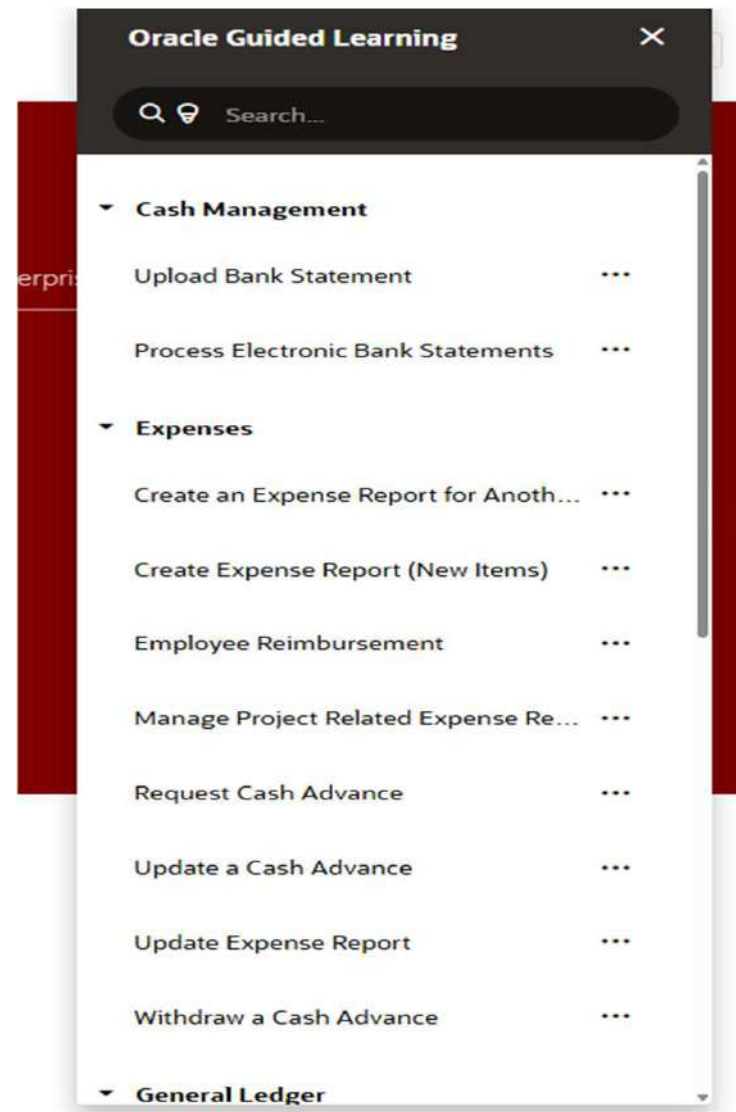 Oracle Guided Learning
Search...
Cash Management
Upload Bank Statement
erpris
Process Electronic Bank Statements
Expenses
Create an Expense Report for Anoth...
Create Expense Report (New Items)
Employee Reimbursement
Manage Project Related Expense Re...
Request Cash Advance
Update a Cash Advance
Update Expense Report
Withdraw a Cash Advance
General Ledger